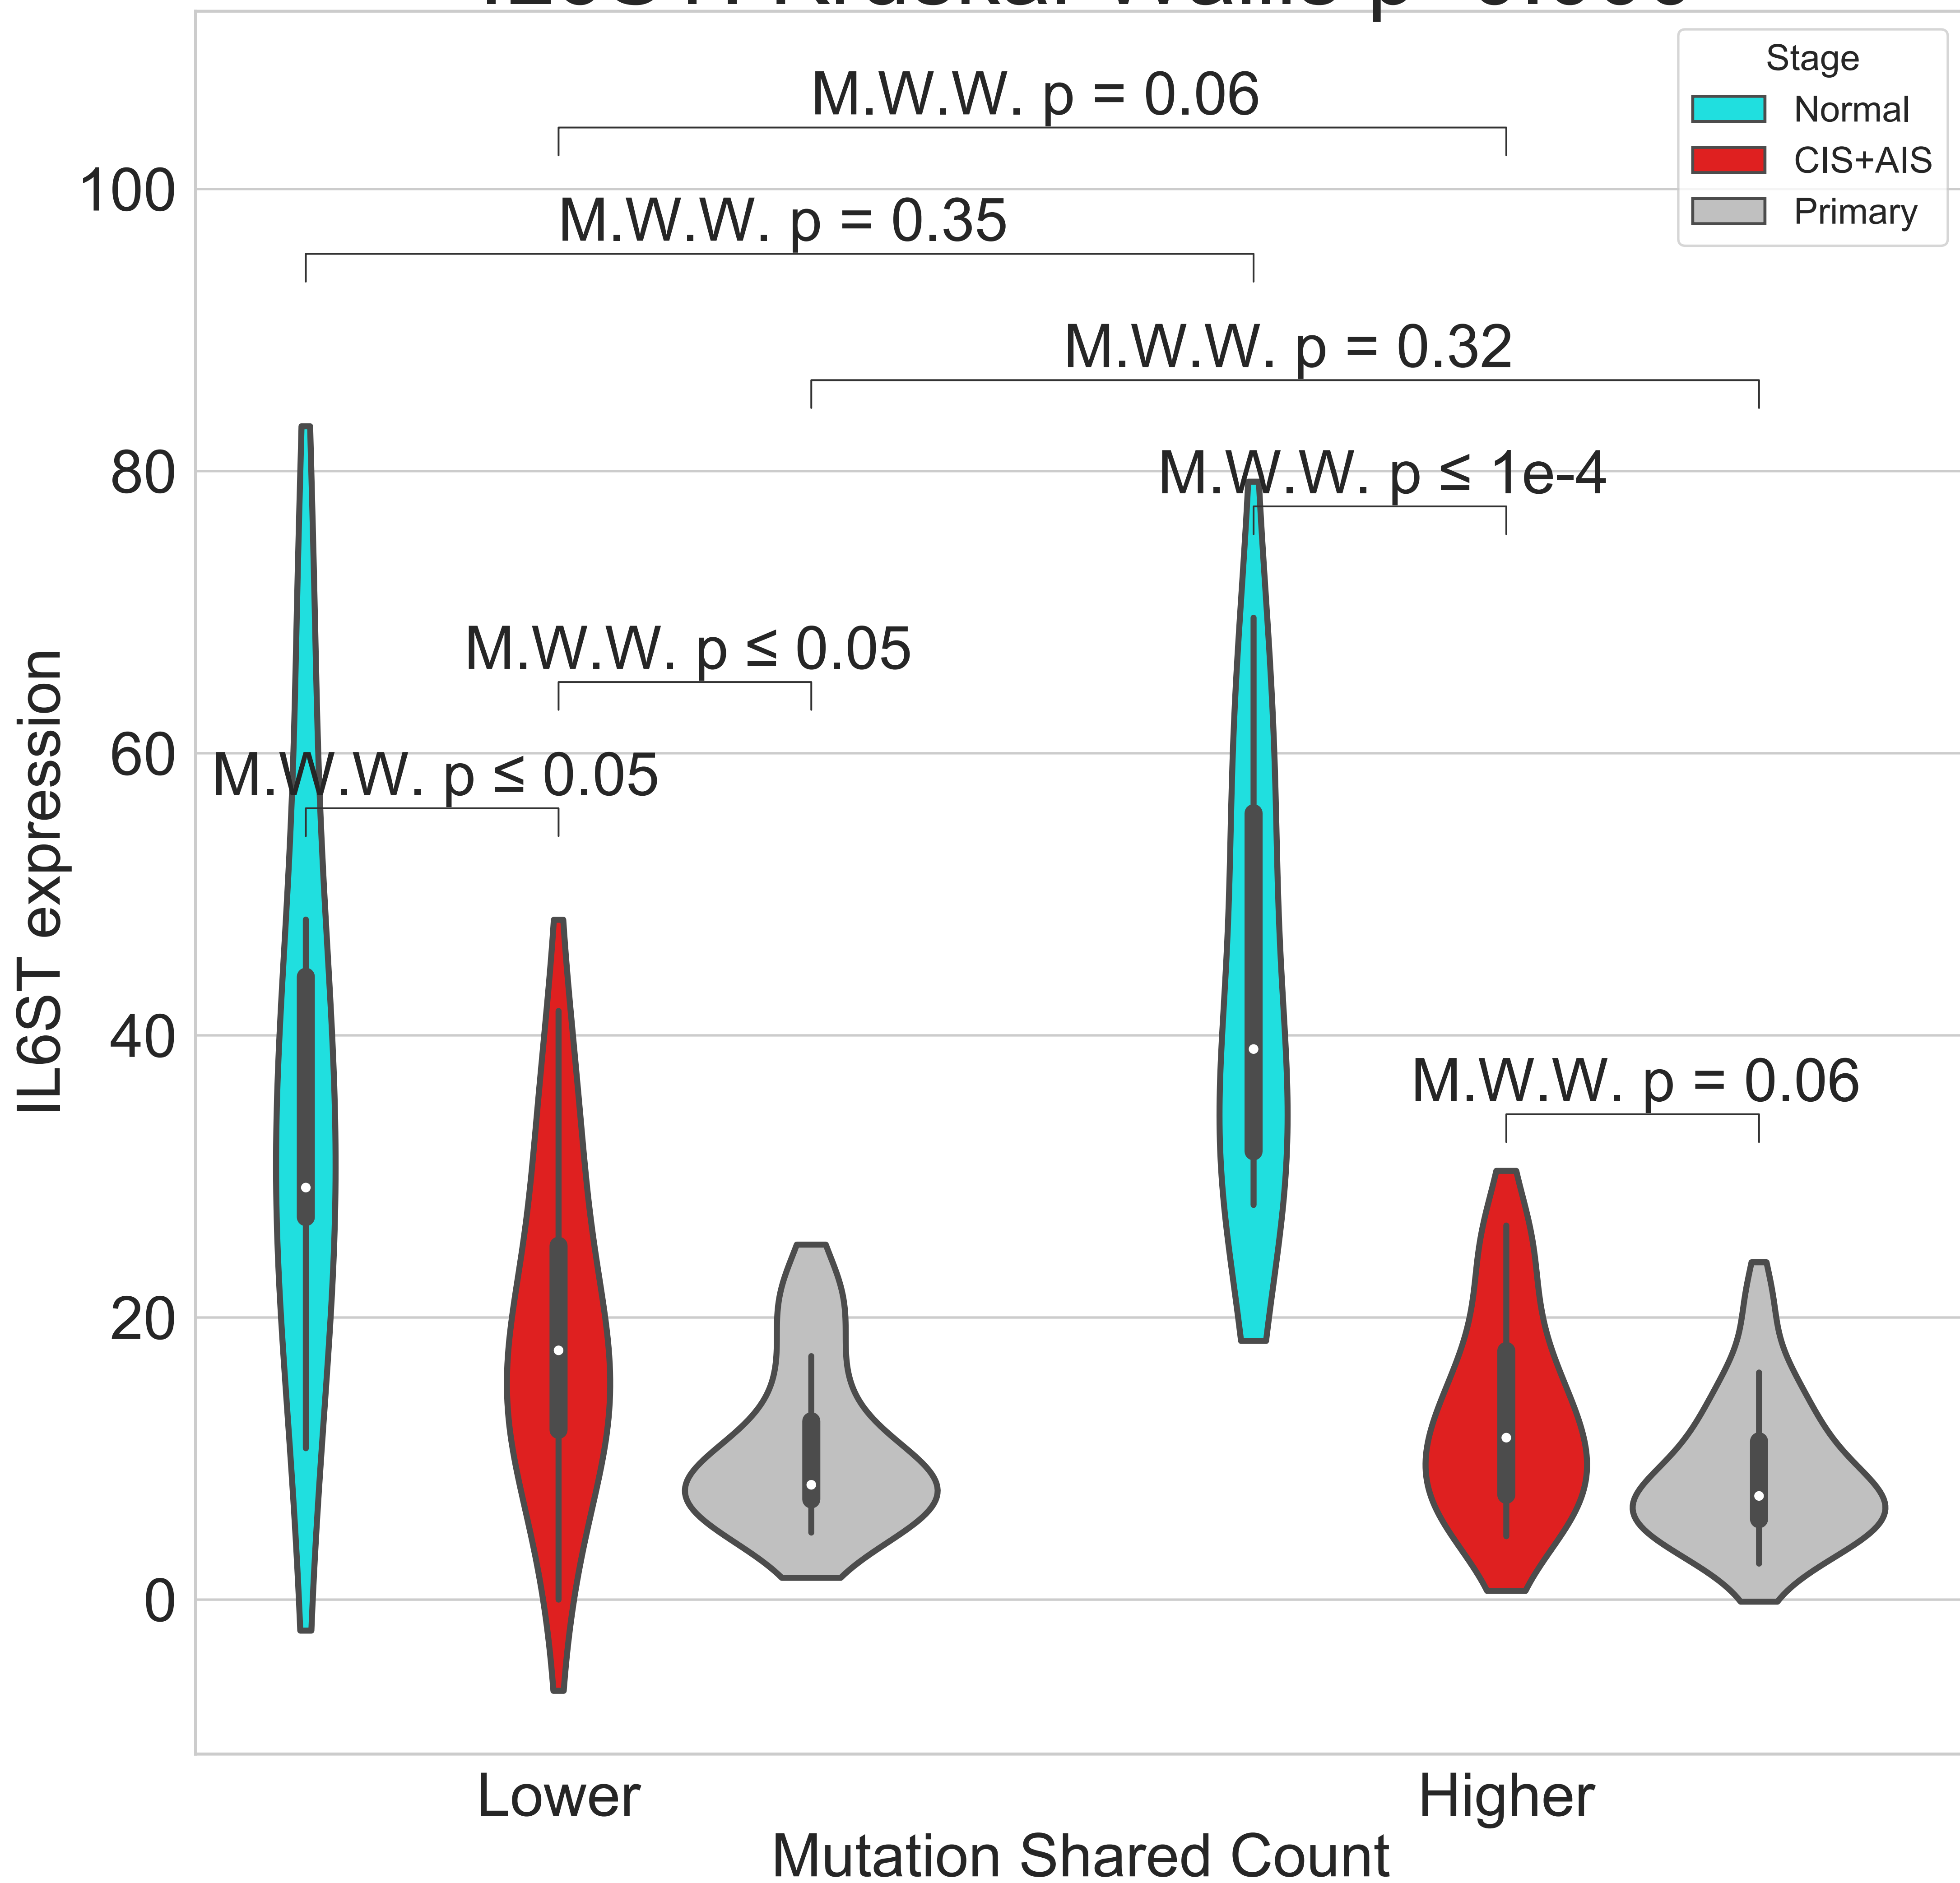 M.W.W. p = 0.06
M.W.W. p = 0.35
M.W.W. p = 0.32
M.W.W. p ≤ 1e-4
M.W.W. p ≤ 0.05
M.W.W. p ≤ 0.05
M.W.W. p = 0.06
Stage
Normal
CIS+AIS
Primary
100
80
60
40
20
0
IL6ST expression
Lower
Higher
Mutation Shared Count